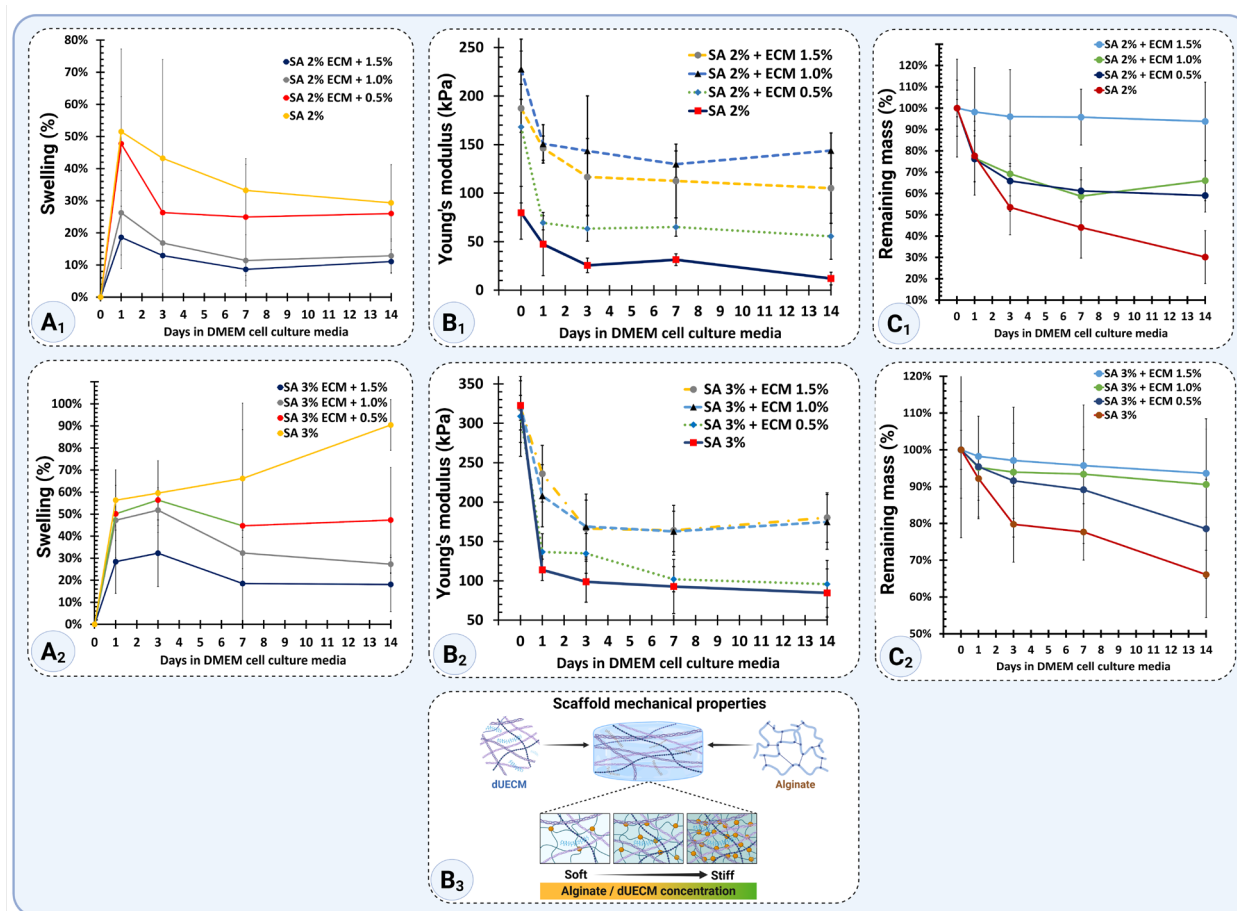 80%
70%
60%
50%
40%
30%
20%
10%
0%
Swelling (%)
SA 2% ECM + 1.5%
SA 2% ECM + 1.0%
SA 2% ECM + 0.5%
SA 2%
0 1 2 3 4 5 6 7 8 9 10 11 12 13 14
Days in DMEM cell culture media
A1
250
200
150
100
50
0
Young's modulus (kPa)
SA 2% + ECM 1.5%
SA 2% + ECM 1.0%
SA 2% + ECM 0.5%
SA 2%
0 1 2 3 4 5 6 7 8 9 10 11 12 13 14
Days in DMEM cell culture media
B1
120%
110%
100%
90%
80%
70%
60%
50%
40%
30%
20%
10%
Remaining mass (%)
SA 2% + ECM 1.5%
SA 2% + ECM 1.0%
SA 2% + ECM 0.5%
SA 2%
0 1 2 3 4 5 6 7 8 9 10 11 12 13 14
Days in DMEM cell culture media
C1
100%
90%
80%
70%
60%
50%
40%
30%
20%
10%
0%
Swelling (%)
SA 3% ECM + 1.5%
SA 3% ECM + 1.0%
SA 3% ECM + 0.5%
SA 3%
0 1 2 3 4 5 6 7 8 9 10 11 12 13 14
Days in DMEM cell culture media
A2
350
300
250
200
150
100
50
Young's modulus (kPa)
SA 3% + ECM 1.5%
SA 3% + ECM 1.0%
SA 3% + ECM 0.5%
SA 3%
0 1 2 3 4 5 6 7 8 9 10 11 12 13 14
Days in DMEM cell culture media
B2
120%
110%
100%
90%
80%
70%
60%
50%
Remaining mass (%)
SA 3% + ECM 1.5%
SA 3% + ECM 1.0%
SA 3% + ECM 0.5%
SA 3%
0 1 2 3 4 5 6 7 8 9 10 11 12 13 14
Days in DMEM cell culture media
C2
Scaffold mechanical properties
dUECM
Alginate
Soft Stiff
Alginate / dUECM concentration
B3